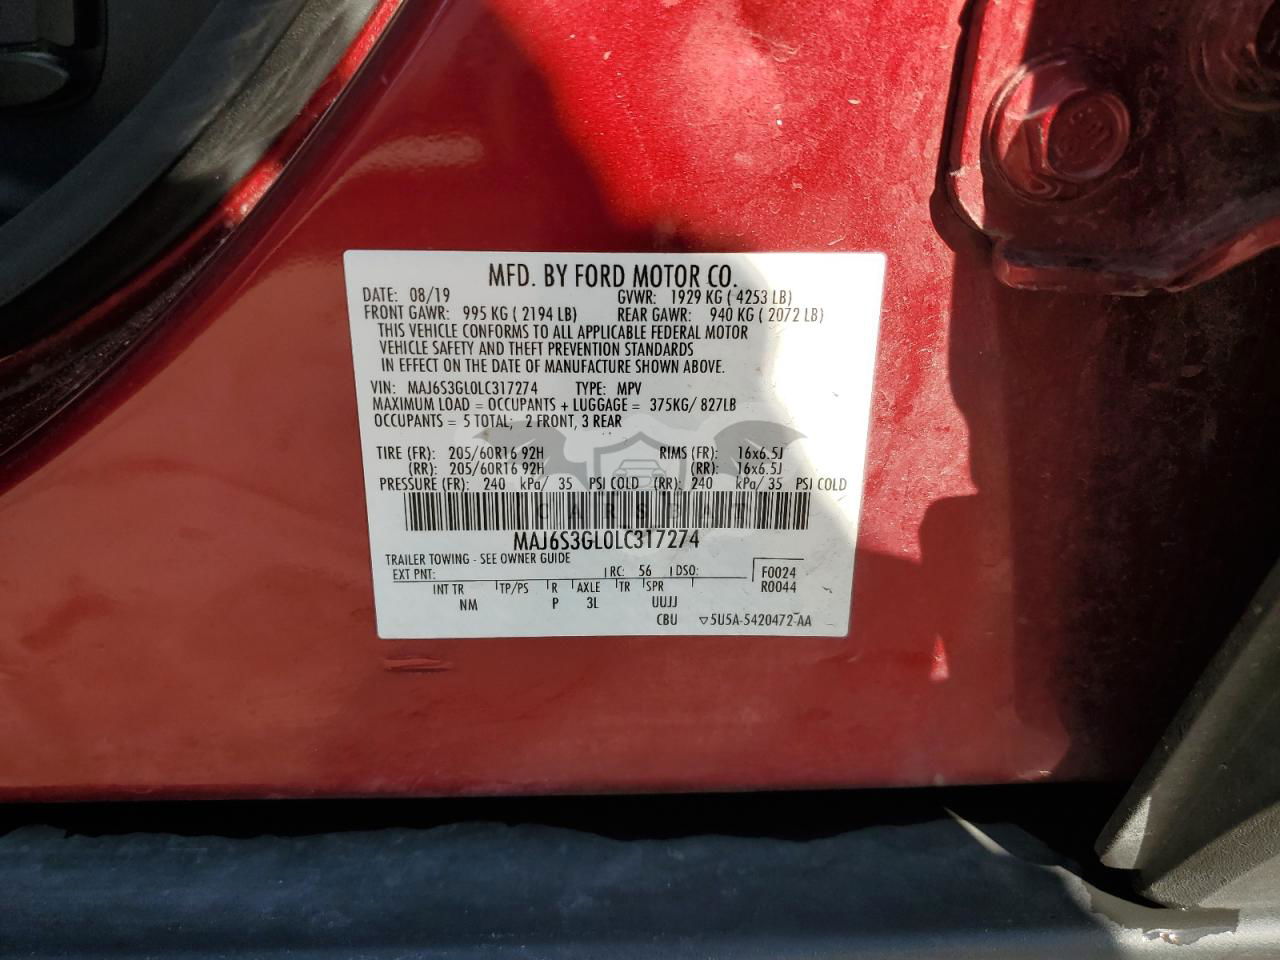 MFD. BY FORD MOTOR CO.
DATE: 08/19 GVWR: 1929 KG ( 4253 LB)
FRONT GAWR: 995 KG ( 2194 LB) REAR GAWR: 940 KG ( 2072 LB)
THIS VEHICLE CONFORMS TO ALL APPLICABLE FEDERAL MOTOR
VEHICLE SAFETY AND THEFT PREVENTION STANDARDS
IN EFFECT ON THE DATE OF MANUFACTURE SHOWN ABOVE.
VIN: MAJ6S3GL0LC317274 TYPE: MPV
MAXIMUM LOAD = OCCUPANTS + LUGGAGE = 375KG/ 827LB
OCCUPANTS = 5 TOTAL; 2 FRONT, 3 REAR
TIRE (FR): 205/60R16 92H RIMS (FR): 16x6.5J
(RR): 205/60R16 92H (RR): 16x6.5J
PRESSURE (FR): 240 kPa/ 35 PSI COLD (RR): 240 kPa/ 35 PSI COLD
MAJ6S3GL0LC317274
TRAILER TOWING - SEE OWNER GUIDE
EXT PNT: RC: 56 DSO: F0024
INT TR TP/PS R AXLE TR SPR R0044
NM P 3L UUJJ
CBU ▽5U5A-5420472-AA